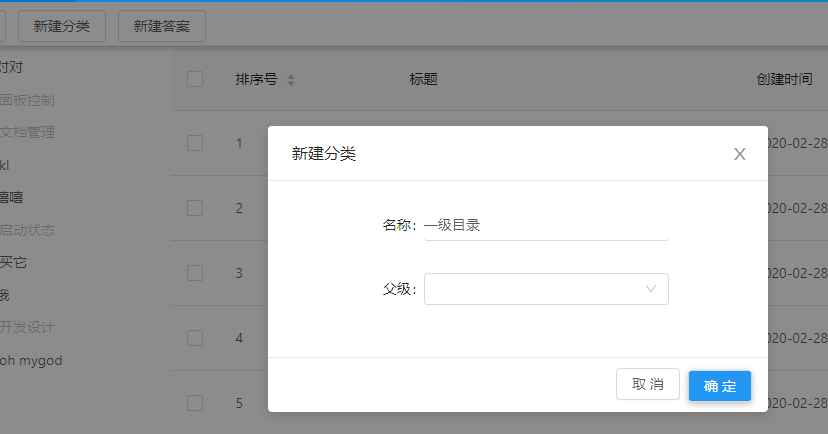 新建分类 新建答案
对对
面板控制
文档管理
kl
嘻嘻
启动状态
买它
我
开发设计
oh mygod
排序号 标题 创建时间
1 020-02-28
2 020-02-28
3 020-02-28
4 020-02-28
5 020-02-28
新建分类 X
名称: 一级目录
父级:
取 消 确 定